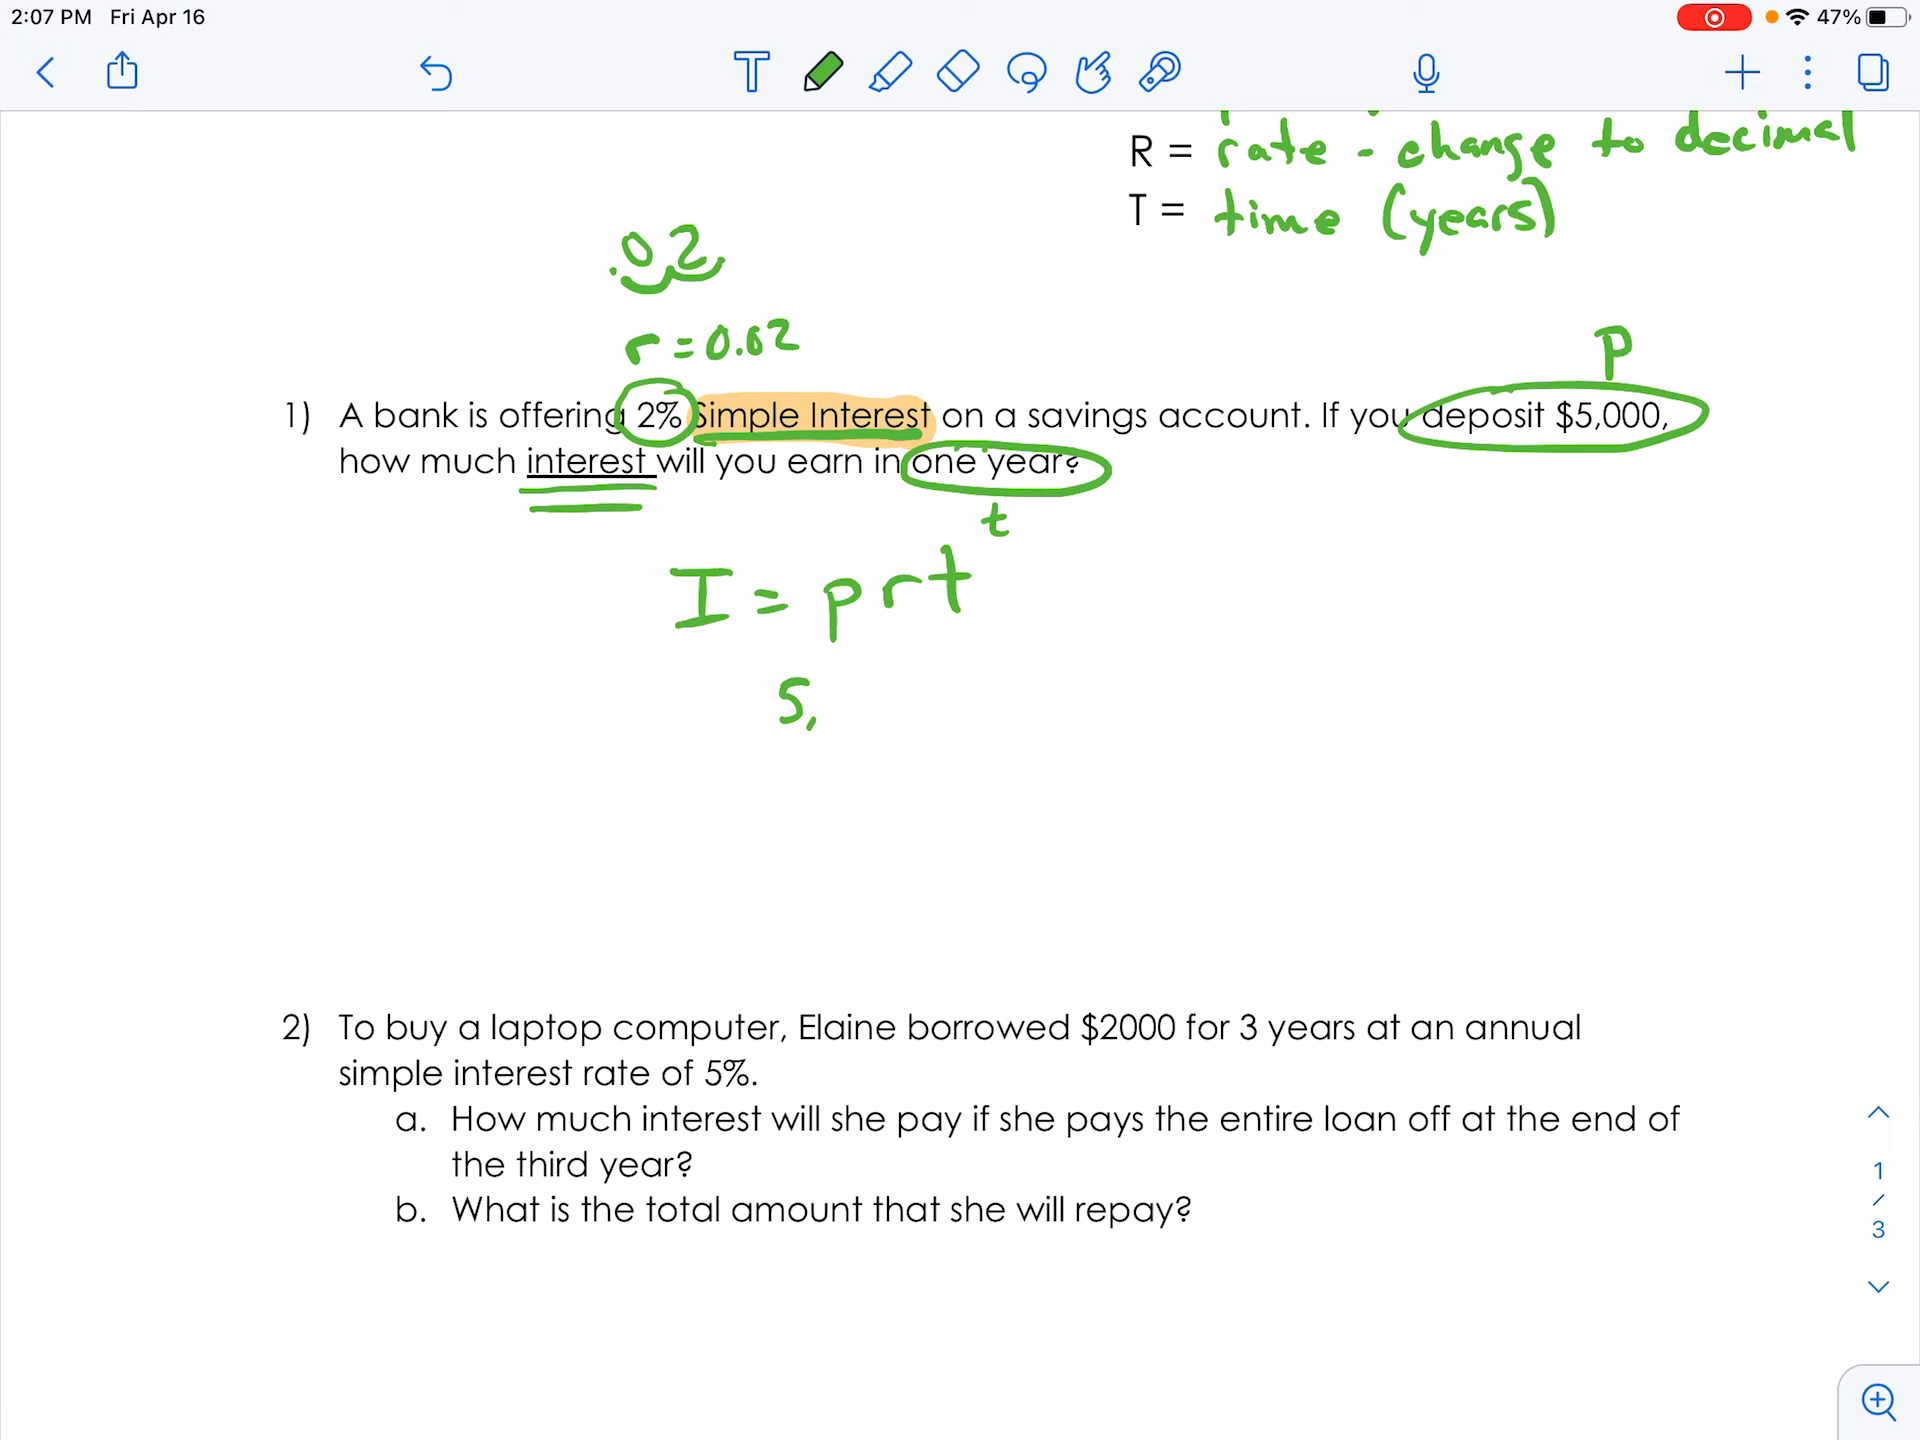 2:07 PM Fri Apr 16
47%
R = rate - change to decimal
T = time (years)
.02
r = 0.02
P
1) A bank is offering 2% Simple Interest on a savings account. If you deposit $5,000,
how much interest will you earn in one year?
t
I = prt
5,
2) To buy a laptop computer, Elaine borrowed $2000 for 3 years at an annual
simple interest rate of 5%.
a. How much interest will she pay if she pays the entire loan off at the end of
the third year?
b. What is the total amount that she will repay?
1
/
3